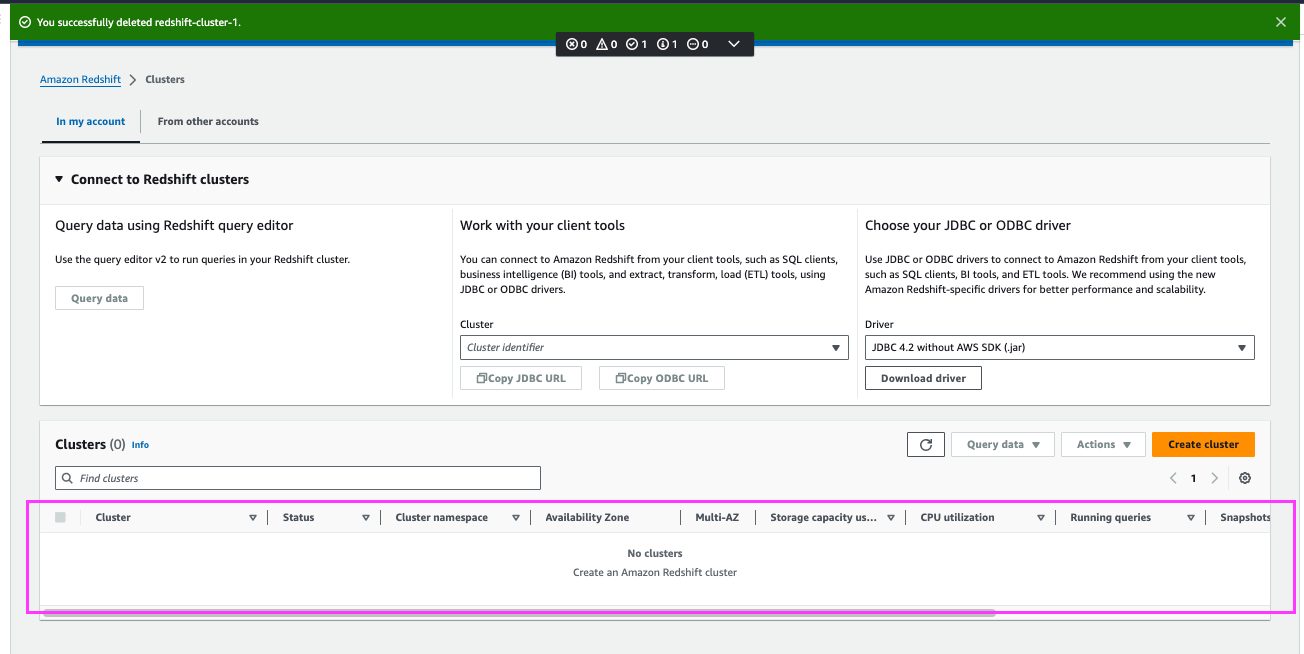 You successfully deleted redshift-cluster-1.
0 0 1 1 0
Amazon Redshift Clusters
In my account From other accounts
Connect to Redshift clusters
Query data using Redshift query editor
Use the query editor v2 to run queries in your Redshift cluster.
Query data
Work with your client tools
You can connect to Amazon Redshift from your client tools, such as SQL clients,
business intelligence (BI) tools, and extract, transform, load (ETL) tools, using
JDBC or ODBC drivers.
Cluster
Cluster identifier
Copy JDBC URL Copy ODBC URL
Choose your JDBC or ODBC driver
Use JDBC or ODBC drivers to connect to Amazon Redshift from your client tools,
such as SQL clients, BI tools, and ETL tools. We recommend using the new
Amazon Redshift-specific drivers for better performance and scalability.
Driver
JDBC 4.2 without AWS SDK (.jar)
Download driver
Clusters (0) Info
Query data Actions Create cluster
Find clusters
1
Cluster Status Cluster namespace Availability Zone Multi-AZ Storage capacity us... CPU utilization Running queries Snapshots
No clusters
Create an Amazon Redshift cluster